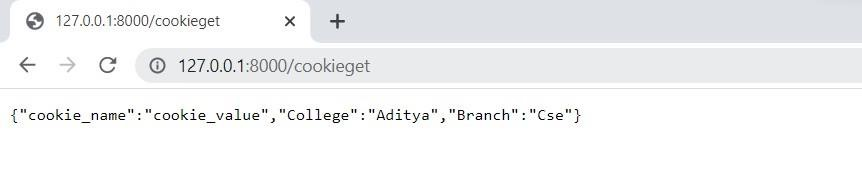 127.0.0.1:8000/cookieget
127.0.0.1:8000/cookieget
{"cookie_name":"cookie_value","College":"Aditya","Branch":"Cse"}